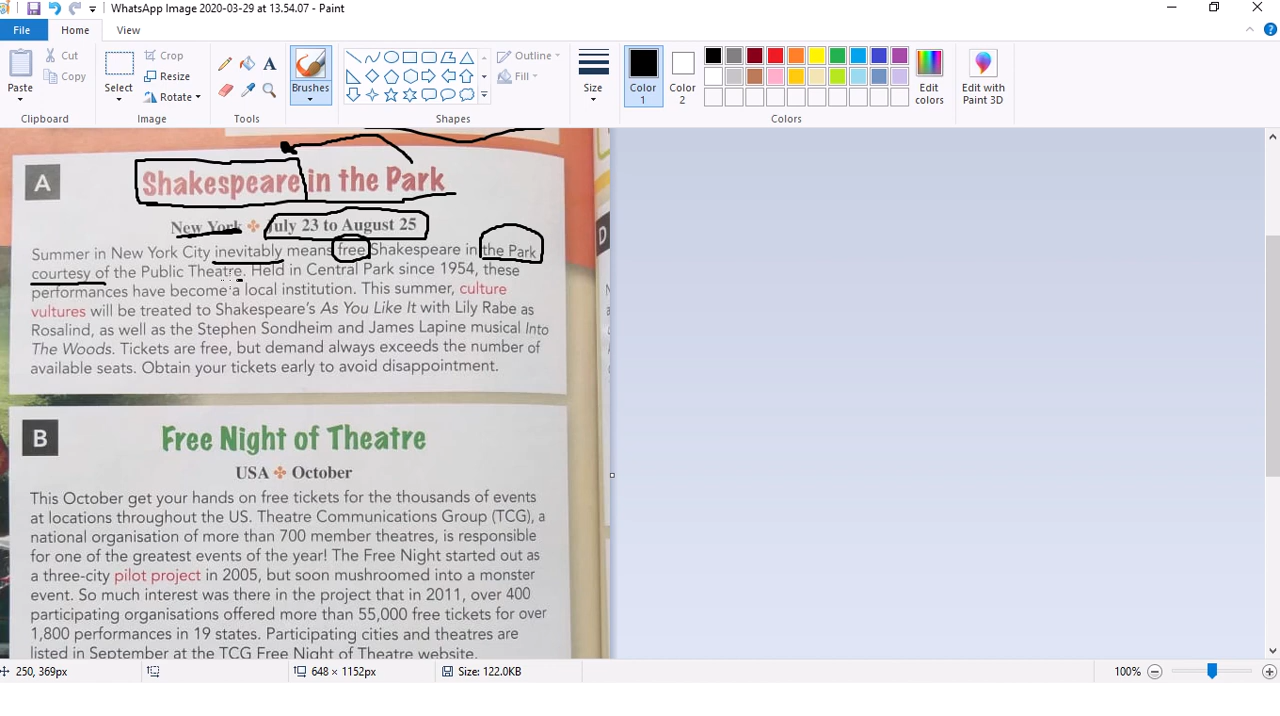 WhatsApp Image 2020-03-29 at 13.54.07 - Paint
File Home View
Paste
Cut
Copy
Clipboard
Select
Crop
Resize
Rotate
Image
Tools
Brushes
Outline
Fill
Shapes
Size
Color 1
Color 2
Edit colors
Edit with Paint 3D
Colors
A
Shakespeare in the Park
New York July 23 to August 25
Summer in New York City inevitably means free Shakespeare in the Park
courtesy of the Public Theatre. Held in Central Park since 1954, these
performances have become a local institution. This summer, culture
vultures will be treated to Shakespeare's As You Like It with Lily Rabe as
Rosalind, as well as the Stephen Sondheim and James Lapine musical Into
The Woods. Tickets are free, but demand always exceeds the number of
available seats. Obtain your tickets early to avoid disappointment.
D
B
Free Night of Theatre
USA October
This October get your hands on free tickets for the thousands of events
at locations throughout the US. Theatre Communications Group (TCG), a
national organisation of more than 700 member theatres, is responsible
for one of the greatest events of the year! The Free Night started out as
a three-city pilot project in 2005, but soon mushroomed into a monster
event. So much interest was there in the project that in 2011, over 400
participating organisations offered more than 55,000 free tickets for over
1,800 performances in 19 states. Participating cities and theatres are
listed in September at the TCG Free Night of Theatre website.
250, 369px
648 × 1152px
Size: 122.0KB
100%